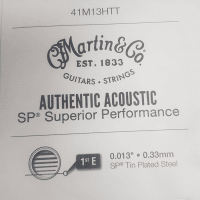 41M13HTT
Martin & Co.
EST. 1833
GUITARS • STRINGS
AUTHENTIC ACOUSTIC
SP® Superior Performance
1ST E
0.013" • 0.33mm
SP® Tin Plated Steel